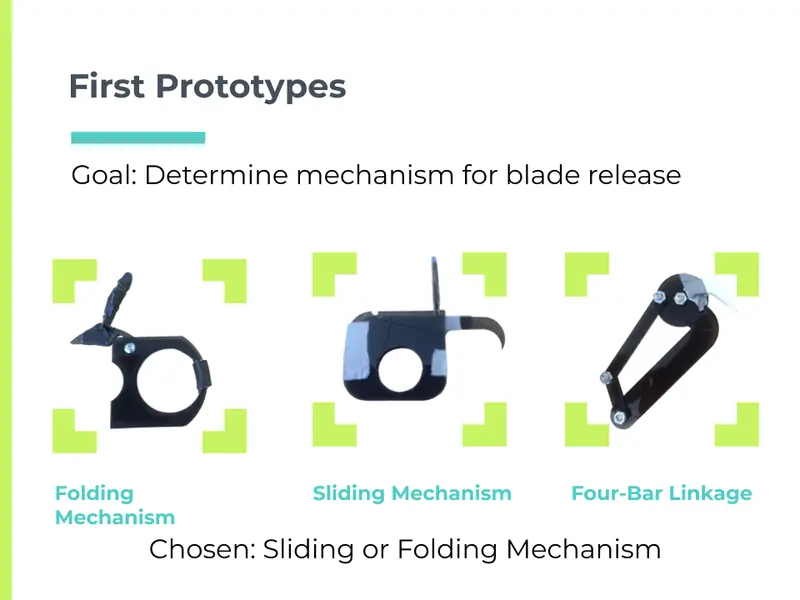 First Prototypes
Goal: Determine mechanism for blade release
Folding
Mechanism
Sliding Mechanism
Four-Bar Linkage
Chosen: Sliding or Folding Mechanism